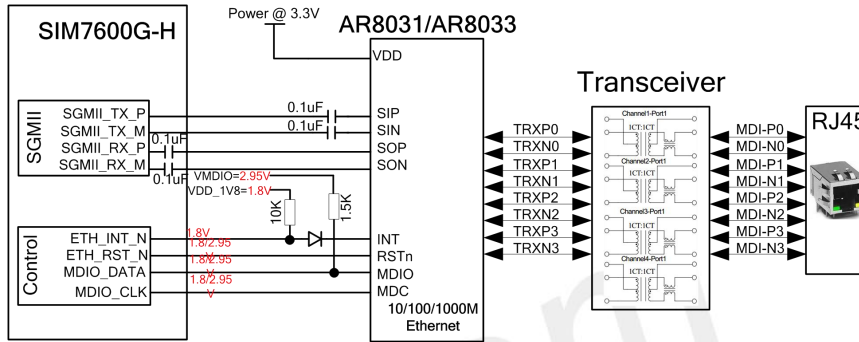 Power @ 3.3V
SIM7600G-H
AR8031/AR8033
VDD
Transceiver
SGMII
SGMII_TX_P
0.1uF
SIP
SGMII_TX_M
0.1uF
SIN
SGMII_RX_P
0.1uF
SOP
SGMII_RX_M
0.1uF
SON
VMDIO=2.95V
VDD_1V8=1.8V
10K
1.5K
Control
ETH_INT_N
1.8V
INT
ETH_RST_N
1.8/2.95
V
RSTn
MDIO_DATA
1.8/2.95
V
MDIO
MDIO_CLK
1.8/2.95
V
MDC
10/100/1000M
Ethernet
TRXP0
TRXN0
TRXP1
TRXN1
TRXP2
TRXN2
TRXP3
TRXN3
Channel1-Port1
1CT:1CT
Channel2-Port1
1CT:1CT
Channel3-Port1
1CT:1CT
Channel4-Port1
1CT:1CT
MDI-P0
MDI-N0
MDI-P1
MDI-N1
MDI-P2
MDI-N2
MDI-P3
MDI-N3
RJ45